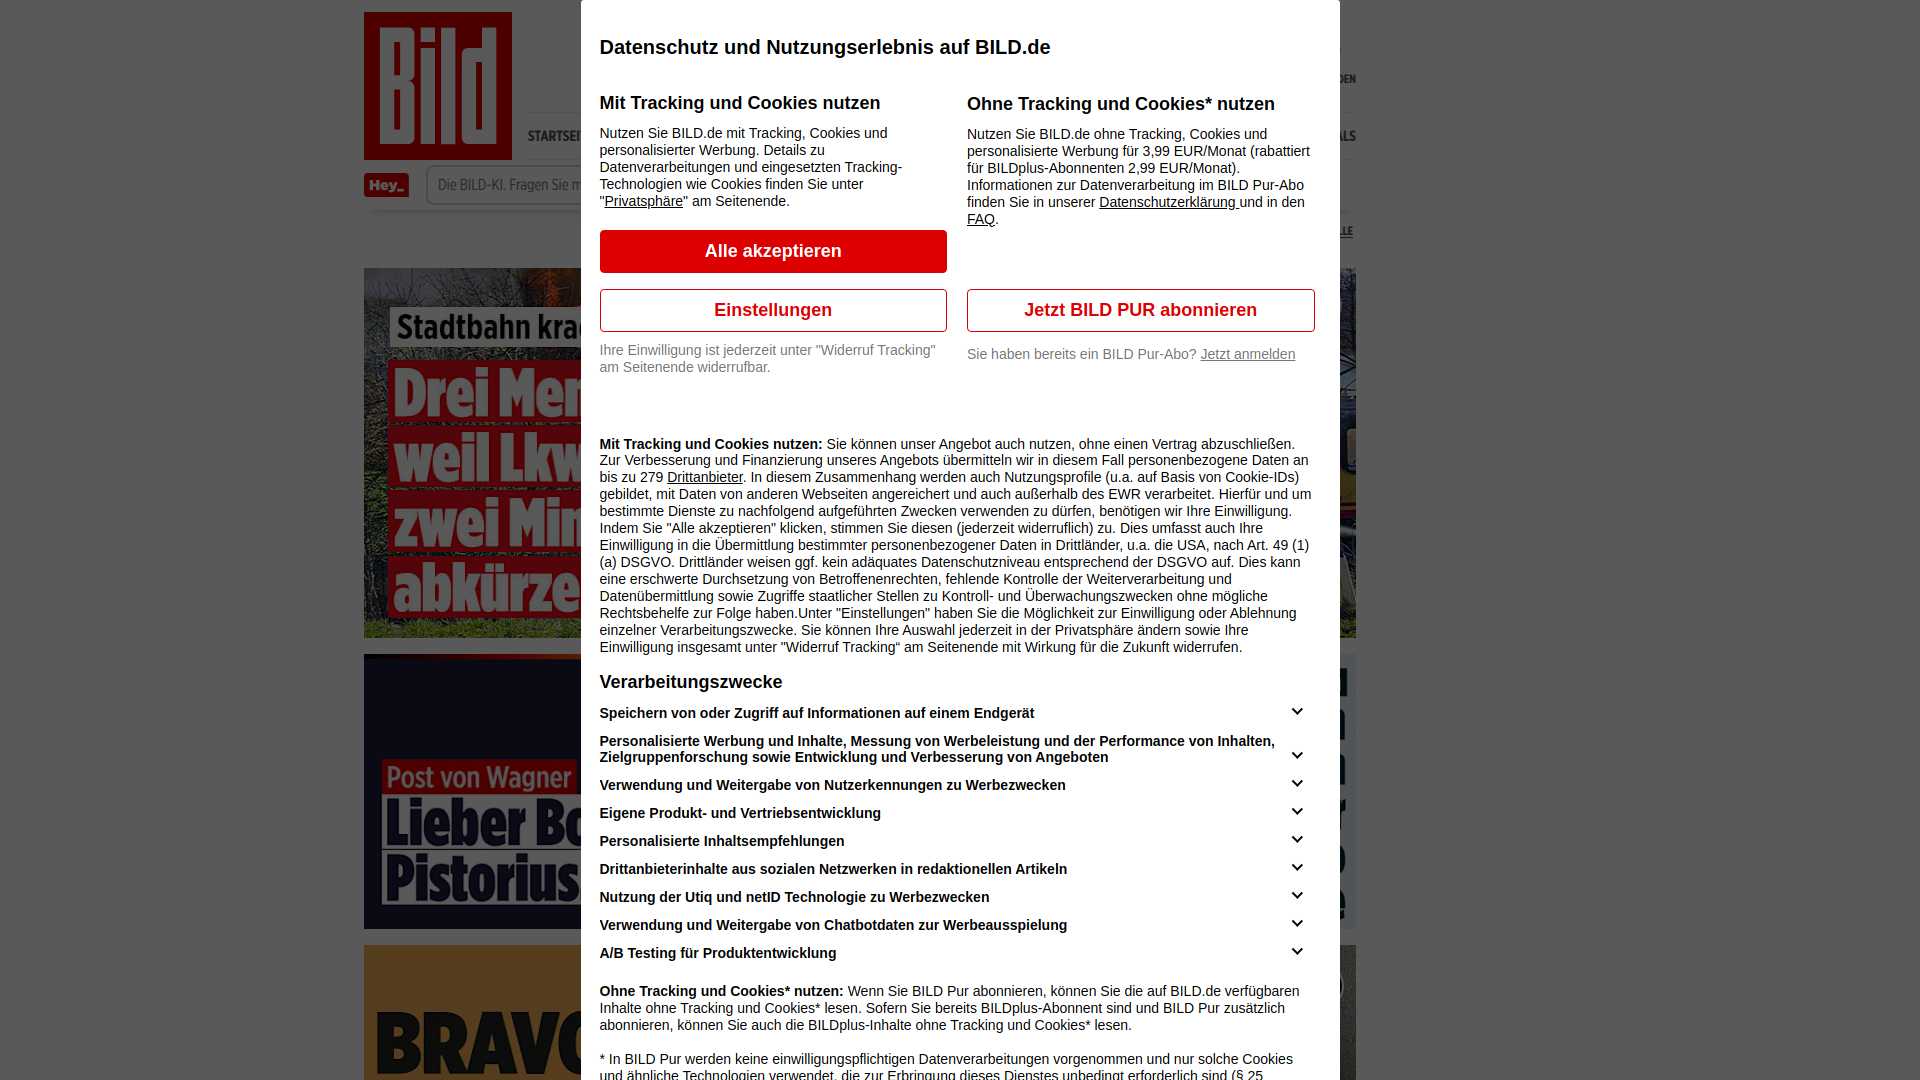 Bild
Datenschutz und Nutzungserlebnis auf BILD.de
Mit Tracking und Cookies nutzen
Nutzen Sie BILD.de mit Tracking, Cookies und
personalisierter Werbung. Details zu
Datenverarbeitungen und eingesetzten Tracking-
Technologien wie Cookies finden Sie unter
"Privatsphäre" am Seitenende.
Alle akzeptieren
Einstellungen
Ihre Einwilligung ist jederzeit unter "Widerruf Tracking"
am Seitenende widerrufbar.
Ohne Tracking und Cookies* nutzen
Nutzen Sie BILD.de ohne Tracking, Cookies und
personalisierte Werbung für 3,99 EUR/Monat (rabattiert
für BILDplus-Abonnenten 2,99 EUR/Monat).
Informationen zur Datenverarbeitung im BILD Pur-Abo
finden Sie in unserer Datenschutzerklärung und in den
FAQ.
Jetzt BILD PUR abonnieren
Sie haben bereits ein BILD Pur-Abo? Jetzt anmelden
Mit Tracking und Cookies nutzen: Sie können unser Angebot auch nutzen, ohne einen Vertrag abzuschließen.
Zur Verbesserung und Finanzierung unseres Angebots übermitteln wir in diesem Fall personenbezogene Daten an
bis zu 279 Drittanbieter. In diesem Zusammenhang werden auch Nutzungsprofile (u.a. auf Basis von Cookie-IDs)
gebildet, mit Daten von anderen Webseiten angereichert und auch außerhalb des EWR verarbeitet. Hierfür und um
bestimmte Dienste zu nachfolgend aufgeführten Zwecken verwenden zu dürfen, benötigen wir Ihre Einwilligung.
Indem Sie "Alle akzeptieren" klicken, stimmen Sie diesen (jederzeit widerruflich) zu. Dies umfasst auch Ihre
Einwilligung in die Übermittlung bestimmter personenbezogener Daten in Drittländer, u.a. die USA, nach Art. 49 (1)
(a) DSGVO. Drittländer weisen ggf. kein adäquates Datenschutzniveau entsprechend der DSGVO auf. Dies kann
eine erschwerte Durchsetzung von Betroffenenrechten, fehlende Kontrolle der Weiterverarbeitung und
Datenübermittlung sowie Zugriffe staatlicher Stellen zu Kontroll- und Überwachungszwecken ohne mögliche
Rechtsbehelfe zur Folge haben.Unter "Einstellungen" haben Sie die Möglichkeit zur Einwilligung oder Ablehnung
einzelner Verarbeitungszwecke. Sie können Ihre Auswahl jederzeit in der Privatsphäre ändern sowie Ihre
Einwilligung insgesamt unter "Widerruf Tracking“ am Seitenende mit Wirkung für die Zukunft widerrufen.
Verarbeitungszwecke
Speichern von oder Zugriff auf Informationen auf einem Endgerät
Personalisierte Werbung und Inhalte, Messung von Werbeleistung und der Performance von Inhalten,
Zielgruppenforschung sowie Entwicklung und Verbesserung von Angeboten
Verwendung und Weitergabe von Nutzerkennungen zu Werbezwecken
Eigene Produkt- und Vertriebsentwicklung
Personalisierte Inhaltsempfehlungen
Drittanbieterinhalte aus sozialen Netzwerken in redaktionellen Artikeln
Nutzung der Utiq und netID Technologie zu Werbezwecken
Verwendung und Weitergabe von Chatbotdaten zur Werbeausspielung
A/B Testing für Produktentwicklung
Ohne Tracking und Cookies* nutzen: Wenn Sie BILD Pur abonnieren, können Sie die auf BILD.de verfügbaren
Inhalte ohne Tracking und Cookies* lesen. Sofern Sie bereits BILDplus-Abonnent sind und BILD Pur zusätzlich
abonnieren, können Sie auch die BILDplus-Inhalte ohne Tracking und Cookies* lesen.
* In BILD Pur werden keine einwilligungspflichtigen Datenverarbeitungen vorgenommen und nur solche Cookies
und ähnliche Technologien verwendet, die zur Erbringung dieses Dienstes unbedingt erforderlich sind (§ 25
STARTSEI
Hey_
Die BILD-KI. Fragen Sie m
Stadtbahn kra
Drei Me
weil Lkw
zwei Min
abkürze
Post von Wagner
Lieber Bo
Pistorius
BRAVO
DEN
ALS
LLE